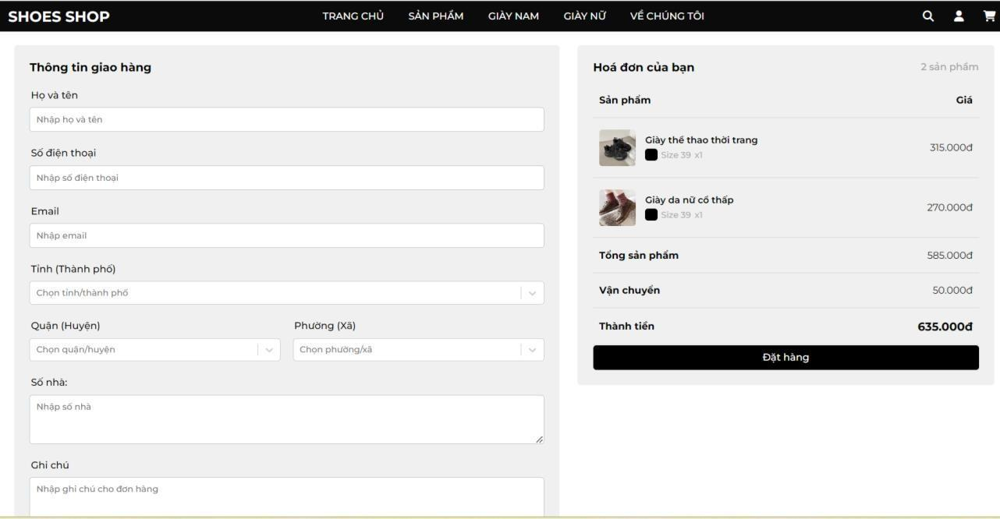 SHOES SHOP
TRANG CHỦ
SẢN PHẨM
GIÀY NAM
GIÀY NỮ
VỀ CHÚNG TÔI
Thông tin giao hàng
Họ và tên
Nhập họ và tên
Số điện thoại
Nhập số điện thoại
Email
Nhập email
Tỉnh (Thành phố)
Chọn tỉnh/thành phố
Quận (Huyện)
Phường (Xã)
Chọn quận/huyện
Chọn phường/xã
Số nhà:
Nhập số nhà
Ghi chú
Nhập ghi chú cho đơn hàng
Hoá đơn của bạn
2 sản phẩm
Sản phẩm
Giá
Giày thể thao thời trang
Size 39 x1
315.000đ
Giày da nữ cổ thấp
Size 39 x1
270.000đ
Tổng sản phẩm
585.000đ
Vận chuyển
50.000đ
Thành tiền
635.000đ
Đặt hàng